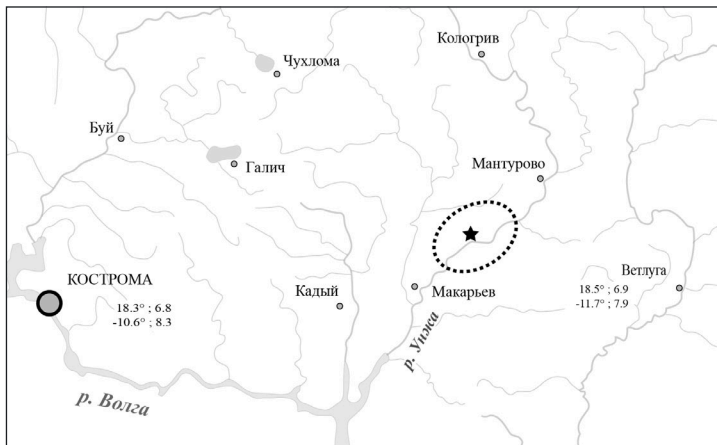 Кологрив
Чухлома
Буй
Галич
Мантурово
КОСТРОМА
18.3° ; 6.8
-10.6° ; 8.3
Кадый
Макарьев
Ветлуга
18.5° ; 6.9
-11.7° ; 7.9
р. Унжа
р. Волга